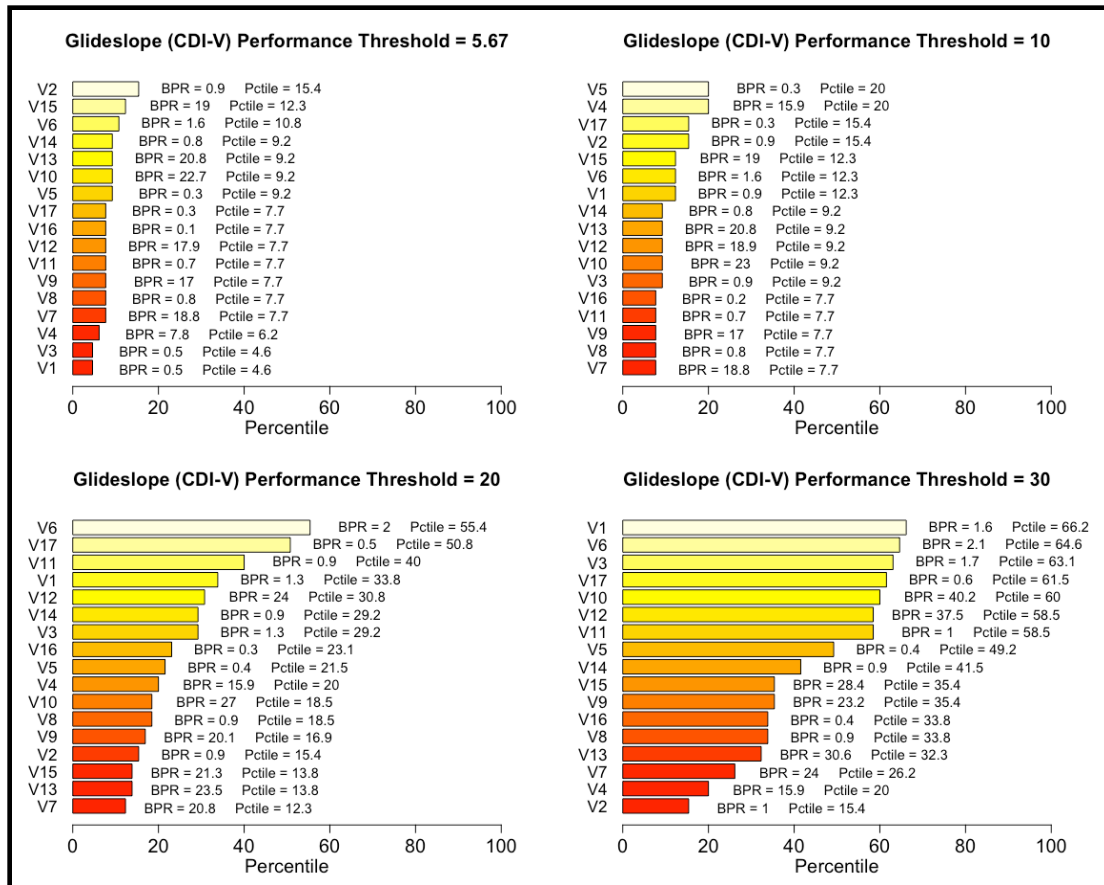 Glideslope (CDI-V) Performance Threshold = 5.67
V2 BPR = 0.9 Pctile = 15.4
V15 BPR = 19 Pctile = 12.3
V6 BPR = 1.6 Pctile = 10.8
V14 BPR = 0.8 Pctile = 9.2
V13 BPR = 20.8 Pctile = 9.2
V10 BPR = 22.7 Pctile = 9.2
V5 BPR = 0.3 Pctile = 9.2
V17 BPR = 0.3 Pctile = 7.7
V16 BPR = 0.1 Pctile = 7.7
V12 BPR = 17.9 Pctile = 7.7
V11 BPR = 0.7 Pctile = 7.7
V9 BPR = 17 Pctile = 7.7
V8 BPR = 0.8 Pctile = 7.7
V7 BPR = 18.8 Pctile = 7.7
V4 BPR = 7.8 Pctile = 6.2
V3 BPR = 0.5 Pctile = 4.6
V1 BPR = 0.5 Pctile = 4.6
0 20 40 60 80 100
Percentile
Glideslope (CDI-V) Performance Threshold = 10
V5 BPR = 0.3 Pctile = 20
V4 BPR = 15.9 Pctile = 20
V17 BPR = 0.3 Pctile = 15.4
V2 BPR = 0.9 Pctile = 15.4
V15 BPR = 19 Pctile = 12.3
V6 BPR = 1.6 Pctile = 12.3
V1 BPR = 0.9 Pctile = 12.3
V14 BPR = 0.8 Pctile = 9.2
V13 BPR = 20.8 Pctile = 9.2
V12 BPR = 18.9 Pctile = 9.2
V10 BPR = 23 Pctile = 9.2
V3 BPR = 0.9 Pctile = 9.2
V16 BPR = 0.2 Pctile = 7.7
V11 BPR = 0.7 Pctile = 7.7
V9 BPR = 17 Pctile = 7.7
V8 BPR = 0.8 Pctile = 7.7
V7 BPR = 18.8 Pctile = 7.7
0 20 40 60 80 100
Percentile
Glideslope (CDI-V) Performance Threshold = 20
V6 BPR = 2 Pctile = 55.4
V17 BPR = 0.5 Pctile = 50.8
V11 BPR = 0.9 Pctile = 40
V1 BPR = 1.3 Pctile = 33.8
V12 BPR = 24 Pctile = 30.8
V14 BPR = 0.9 Pctile = 29.2
V3 BPR = 1.3 Pctile = 29.2
V16 BPR = 0.3 Pctile = 23.1
V5 BPR = 0.4 Pctile = 21.5
V4 BPR = 15.9 Pctile = 20
V10 BPR = 27 Pctile = 18.5
V8 BPR = 0.9 Pctile = 18.5
V9 BPR = 20.1 Pctile = 16.9
V2 BPR = 0.9 Pctile = 15.4
V15 BPR = 21.3 Pctile = 13.8
V13 BPR = 23.5 Pctile = 13.8
V7 BPR = 20.8 Pctile = 12.3
0 20 40 60 80 100
Percentile
Glideslope (CDI-V) Performance Threshold = 30
V1 BPR = 1.6 Pctile = 66.2
V6 BPR = 2.1 Pctile = 64.6
V3 BPR = 1.7 Pctile = 63.1
V17 BPR = 0.6 Pctile = 61.5
V10 BPR = 40.2 Pctile = 60
V12 BPR = 37.5 Pctile = 58.5
V11 BPR = 1 Pctile = 58.5
V5 BPR = 0.4 Pctile = 49.2
V14 BPR = 0.9 Pctile = 41.5
V15 BPR = 28.4 Pctile = 35.4
V9 BPR = 23.2 Pctile = 35.4
V16 BPR = 0.4 Pctile = 33.8
V8 BPR = 0.9 Pctile = 33.8
V13 BPR = 30.6 Pctile = 32.3
V7 BPR = 24 Pctile = 26.2
V4 BPR = 15.9 Pctile = 20
V2 BPR = 1 Pctile = 15.4
0 20 40 60 80 100
Percentile